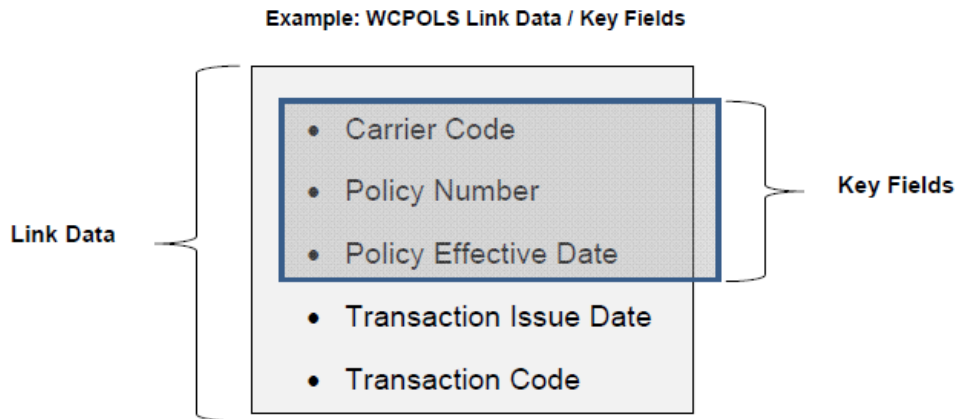 Example: WCPOLS Link Data / Key Fields
• Carrier Code
• Policy Number
Key Fields
Link Data
• Policy Effective Date
• Transaction Issue Date
• Transaction Code